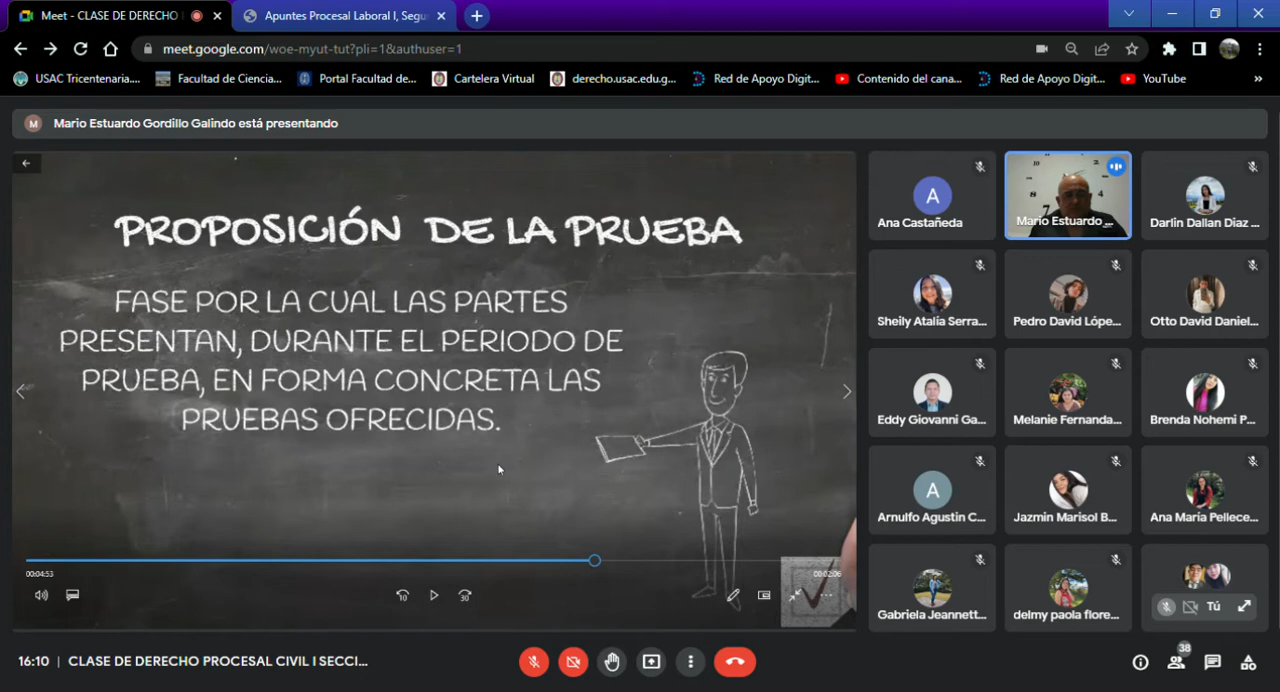 Meet - CLASE DE DERECHO
Apuntes Procesal Laboral I, Segu
meet.google.com/woe-myut-tut?pli=1&authuser=1
USAC Tricentenaria....
Facultad de Ciencia...
Portal Facultad de...
Cartelera Virtual
derecho.usac.edu.g...
Red de Apoyo Digit...
Contenido del cana...
Red de Apoyo Digit...
YouTube
»
M
Mario Estuardo Gordillo Galindo está presentando
PROPOSICIÓN DE LA PRUEBA
FASE POR LA CUAL LAS PARTES
PRESENTAN, DURANTE EL PERIODO DE
PRUEBA, EN FORMA CONCRETA LAS
PRUEBAS OFRECIDAS.
00:04:53
00:02:06
10
30
A
Ana Castañeda
Mario Estuardo ...
Darlin Dallan Diaz ...
Sheily Atalía Serra...
Pedro David Lópe...
Otto David Daniel...
Eddy Giovanni Ga...
Melanie Fernanda...
Brenda Nohemi P...
A
Arnulfo Agustin C...
Jazmin Marisol B...
Ana María Pellece...
Gabriela Jeannett...
delmy paola flore...
Tú
16:10 | CLASE DE DERECHO PROCESAL CIVIL I SECCI...
38